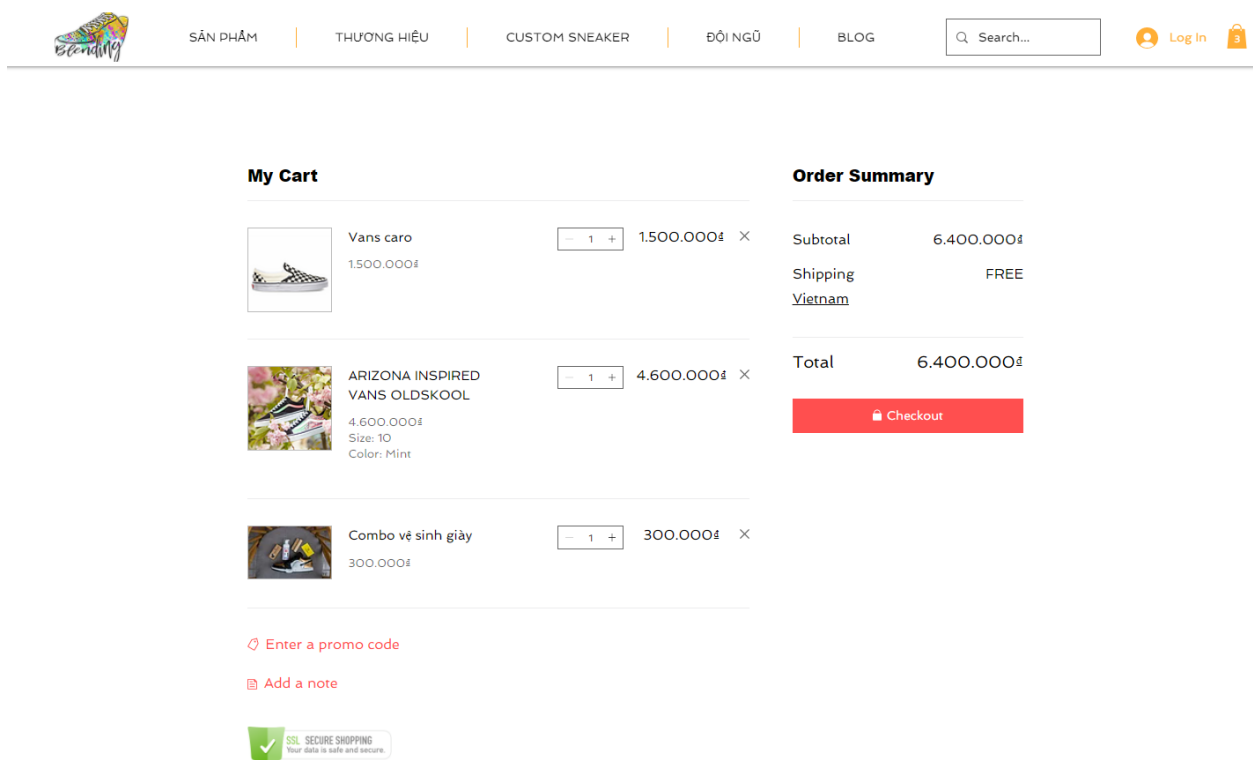 Blending
SẢN PHẨM
THƯƠNG HIỆU
CUSTOM SNEAKER
ĐỘI NGŨ
BLOG
Search...
Log In
3
My Cart
Vans caro
1.500.000₫
1
1.500.000₫
ARIZONA INSPIRED
VANS OLDSKOOL
4.600.000₫
Size: 10
Color: Mint
1
4.600.000₫
Combo vệ sinh giày
300.000₫
1
300.000₫
Enter a promo code
Add a note
SSL SECURE SHOPPING
Your data is safe and secure.
Order Summary
Subtotal 6.400.000₫
Shipping FREE
Vietnam
Total 6.400.000₫
Checkout